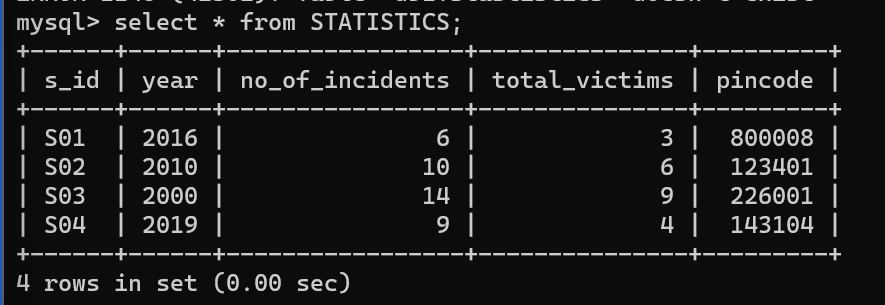 mysql> select * from STATISTICS;
+------+------+-----------------+---------------+---------+
| s_id | year | no_of_incidents | total_victims | pincode |
+------+------+-----------------+---------------+---------+
| S01  | 2016 |               6 |             3 |  800008 |
| S02  | 2010 |              10 |             6 |  123401 |
| S03  | 2000 |              14 |             9 |  226001 |
| S04  | 2019 |               9 |             4 |  143104 |
+------+------+-----------------+---------------+---------+
4 rows in set (0.00 sec)